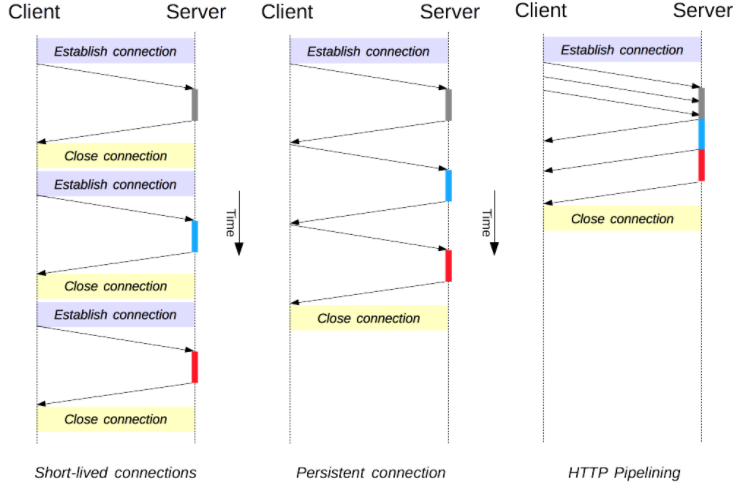 Client
Server
Client
Server
Client
Server
Establish connection
Establish connection
Establish connection
Close connection
Establish connection
Time
Time
Close connection
Close connection
Establish connection
Close connection
Close connection
Short-lived connections
Persistent connection
HTTP Pipelining